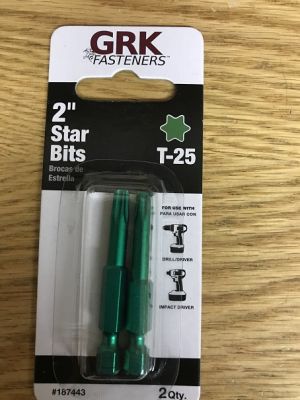 GRK
FASTENERS™
2"
Star
Bits
Brocas de
Estrella
T-25
FOR USE WITH
PARA USAR CON
DRILL/DRIVER
IMPACT DRIVER
#187443
2 Qty.